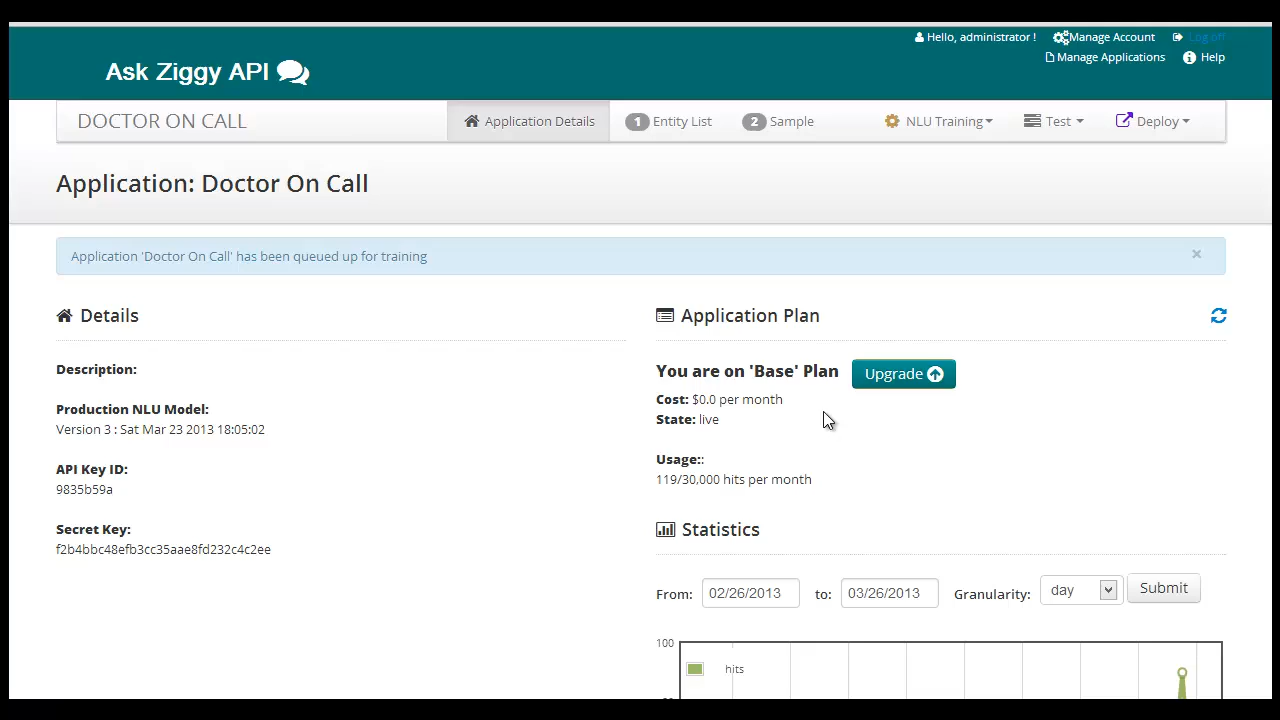 Hello, administrator !
Manage Account
Log off
Ask Ziggy API
Manage Applications
Help
DOCTOR ON CALL
Application Details
1 Entity List
2 Sample
NLU Training
Test
Deploy
Application: Doctor On Call
Application 'Doctor On Call' has been queued up for training
×
Details
Application Plan
Description:
You are on 'Base' Plan
Upgrade
Cost: $0.0 per month
Production NLU Model:
State: live
Version 3 : Sat Mar 23 2013 18:05:02
Usage::
API Key ID:
119/30,000 hits per month
9835b59a
Secret Key:
Statistics
f2b4bbc48efb3cc35aae8fd232c4c2ee
From: 02/26/2013 to: 03/26/2013 Granularity: day Submit
100
hits